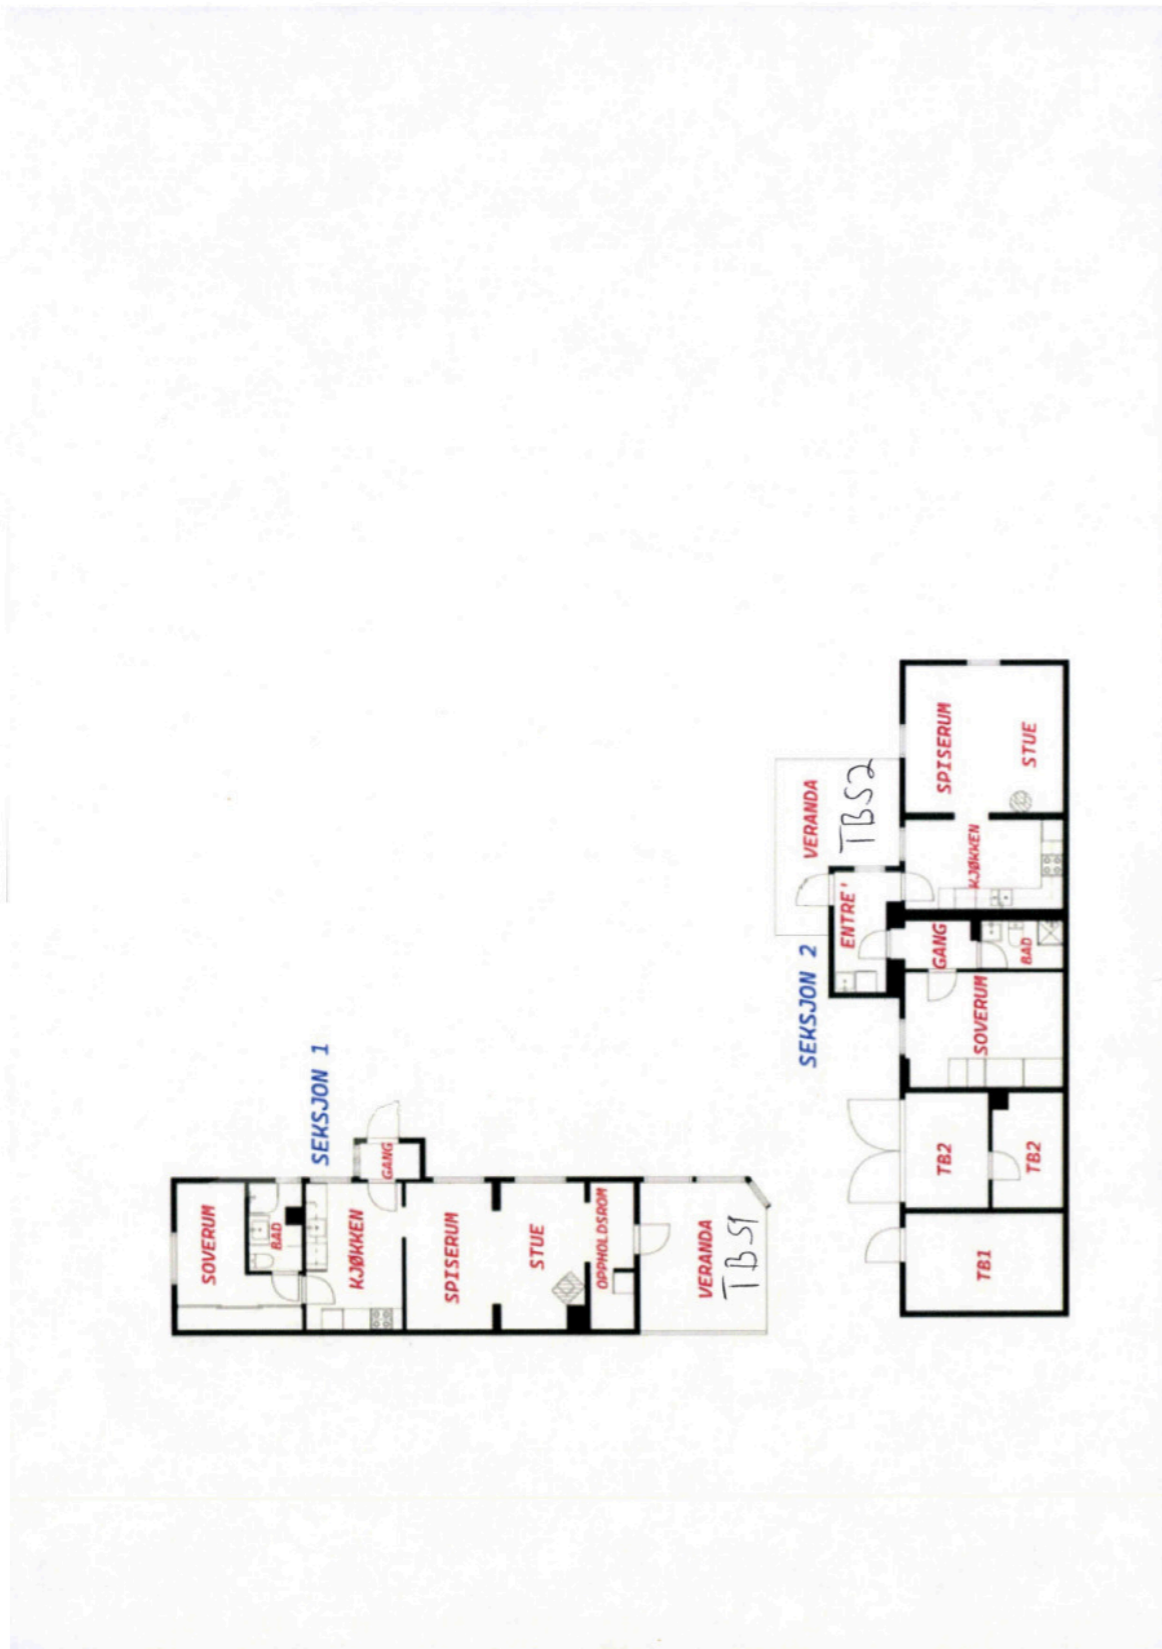 SEKSJON 1
SOVERUM
BAD
KJØKKEN
GANG
SPISERUM
STUE
OPPHOLDSROM
VERANDA
TBS1
SEKSJON 2
VERANDA
TBS2
ENTRE'
SPISERUM
STUE
KJØKKEN
GANG
BAD
SOVERUM
TB2
TB2
TB1